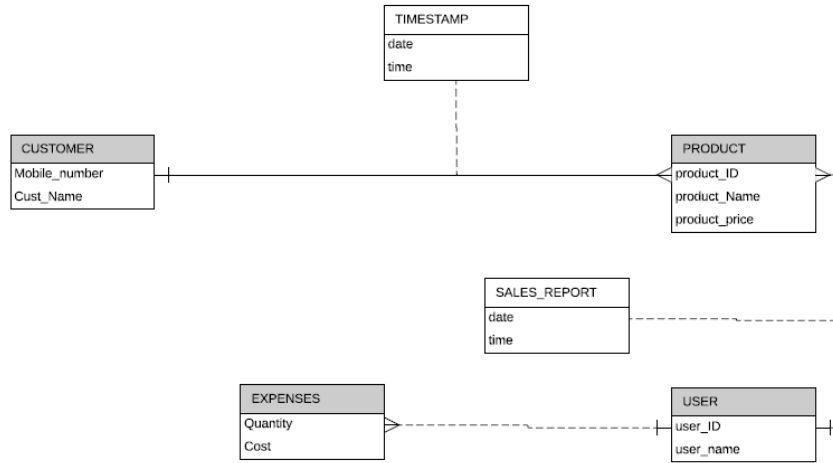 TIMESTAMP
date
time
CUSTOMER
Mobile_number
Cust_Name
PRODUCT
product_ID
product_Name
product_price
SALES_REPORT
date
time
EXPENSES
Quantity
Cost
USER
user_ID
user_name